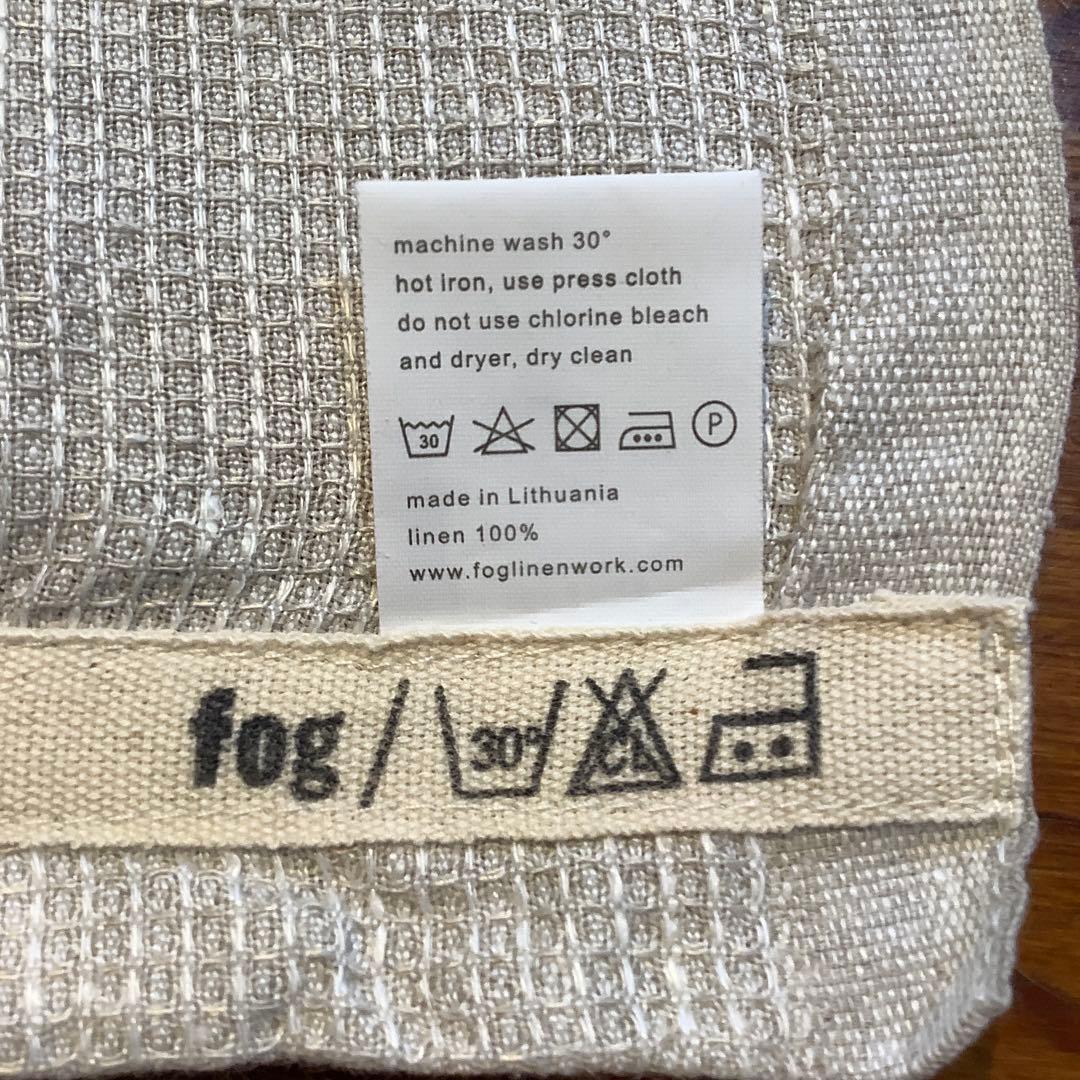 machine wash 30°
hot iron, use press cloth
do not use chlorine bleach
and dryer, dry clean
30 P
made in Lithuania
linen 100%
www.foglinenwork.com
fog / 30° CL